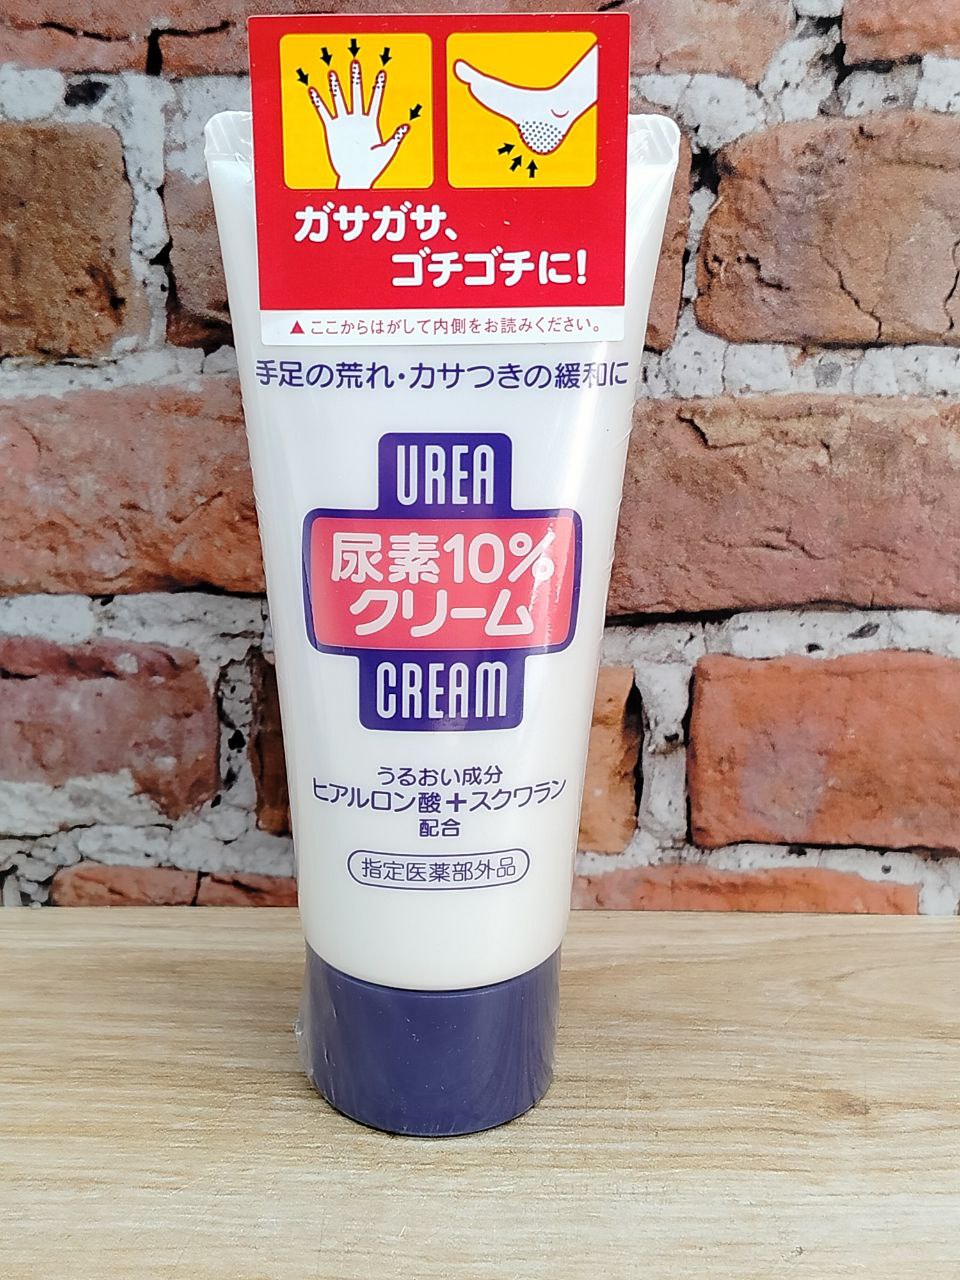 ガサガサ、
ゴチゴチに!
▲ここからはがして内側をお読みください。
手足の荒れ・カサつきの緩和に
UREA
尿素10%
クリーム
CREAM
うるおい成分
ヒアルロン酸+スクワラン
配合
指定医薬部外品